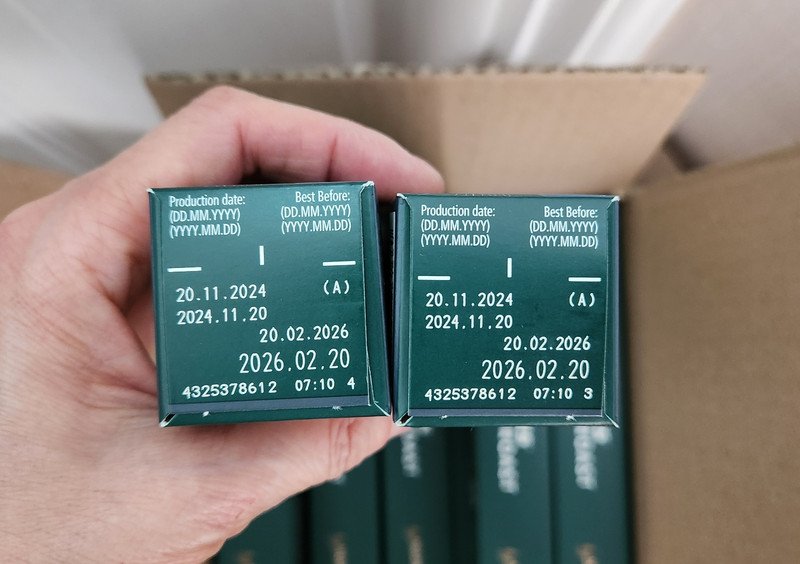 Production date: Best Before:
(DD.MM.YYYY) (DD.MM.YYYY)
(YYYY.MM.DD) (YYYY.MM.DD)
20.11.2024 (A)
2024.11.20
20.02.2026
2026.02.20
4325378612 07:10 4
Production date: Best Before:
(DD.MM.YYYY) (DD.MM.YYYY)
(YYYY.MM.DD) (YYYY.MM.DD)
20.11.2024 (A)
2024.11.20
20.02.2026
2026.02.20
4325378612 07:10 3